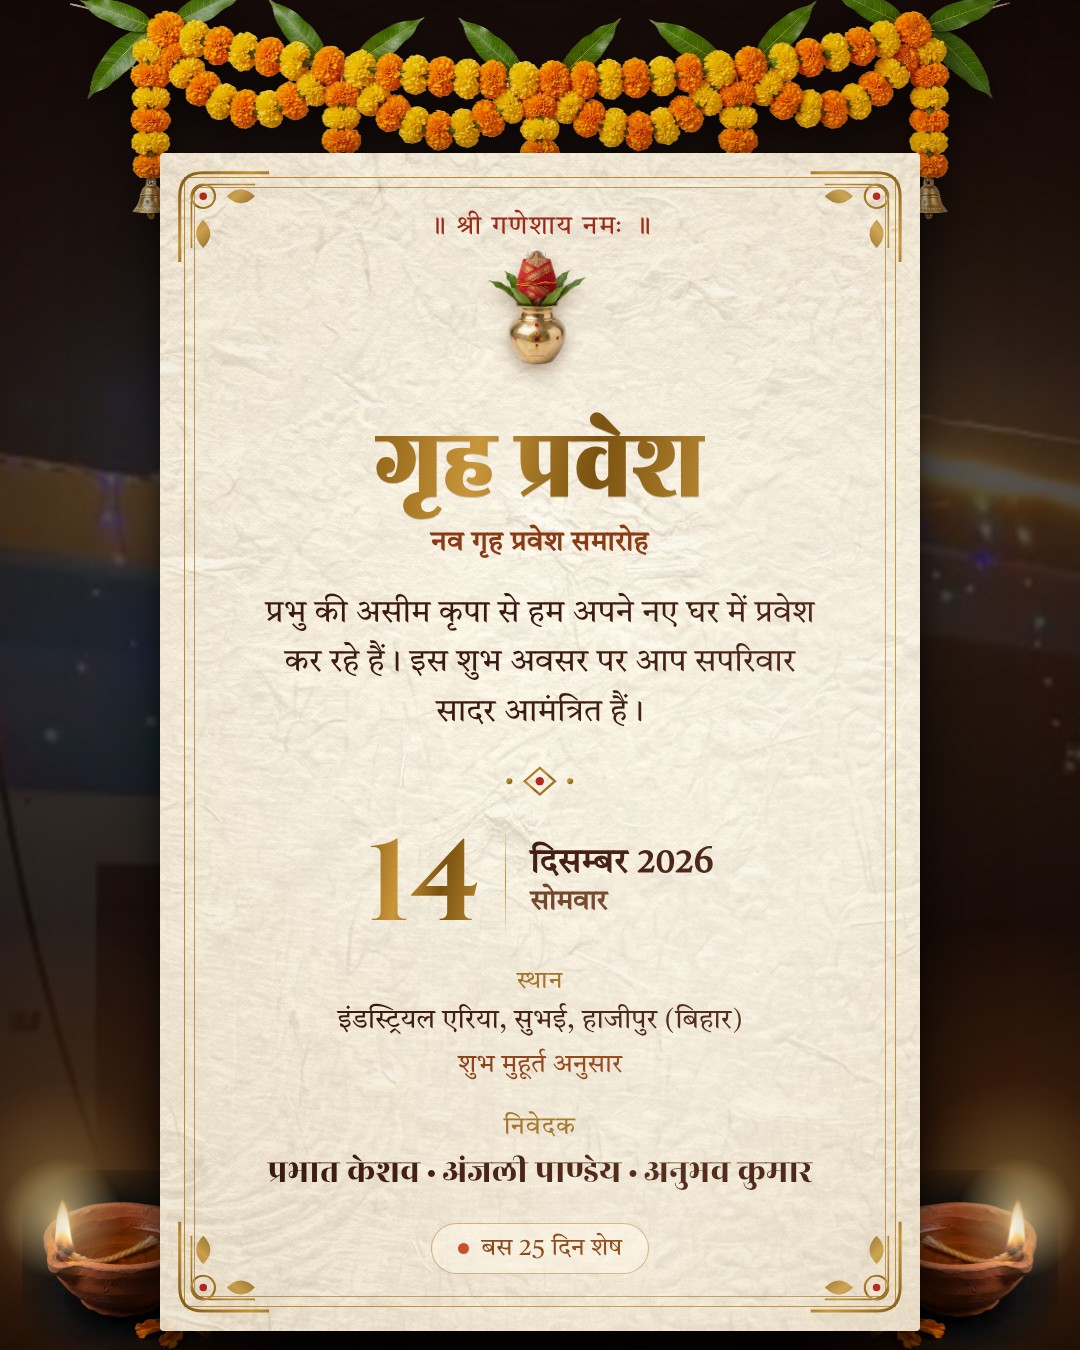 ॥ श्री गणेशाय नमः ॥
गृह प्रवेश
नव गृह प्रवेश समारोह
प्रभु की असीम कृपा से हम अपने नए घर में प्रवेश
कर रहे हैं। इस शुभ अवसर पर आप सपरिवार
सादर आमंत्रित हैं।
14
दिसम्बर 2026
सोमवार
स्थान
इंडस्ट्रियल एरिया, सुभई, हाजीपुर (बिहार)
शुभ मुहूर्त अनुसार
निवेदक
प्रभात केशव • अंजली पाण्डेय • अनुभव कुमार
बस 25 दिन शेष